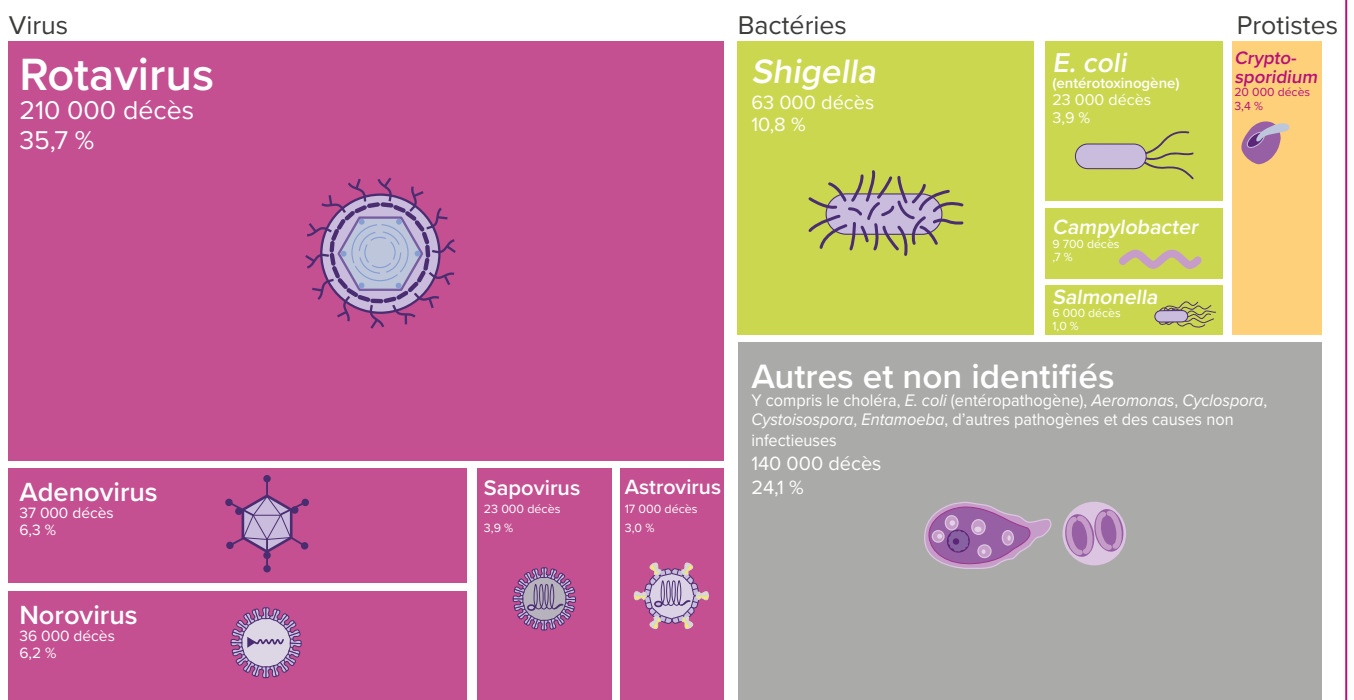 Virus
Rotavirus
210 000 décès
35,7 %
Adenovirus
37 000 décès
6,3 %
Norovirus
36 000 décès
6,2 %
Sapovirus
23 000 décès
3,9 %
Astrovirus
17 000 décès
3,0 %
Bactéries
Shigella
63 000 décès
10,8 %
E. coli
(entérotoxinogène)
23 000 décès
3,9 %
Campylobacter
9 700 décès
,7 %
Salmonella
6 000 décès
1,0 %
Protistes
Crypto-
sporidium
20 000 décès
3,4 %
Autres et non identifiés
Y compris le choléra, E. coli (entéropathogène), Aeromonas, Cyclospora,
Cystoisospora, Entamoeba, d'autres pathogènes et des causes non
infectieuses
140 000 décès
24,1 %